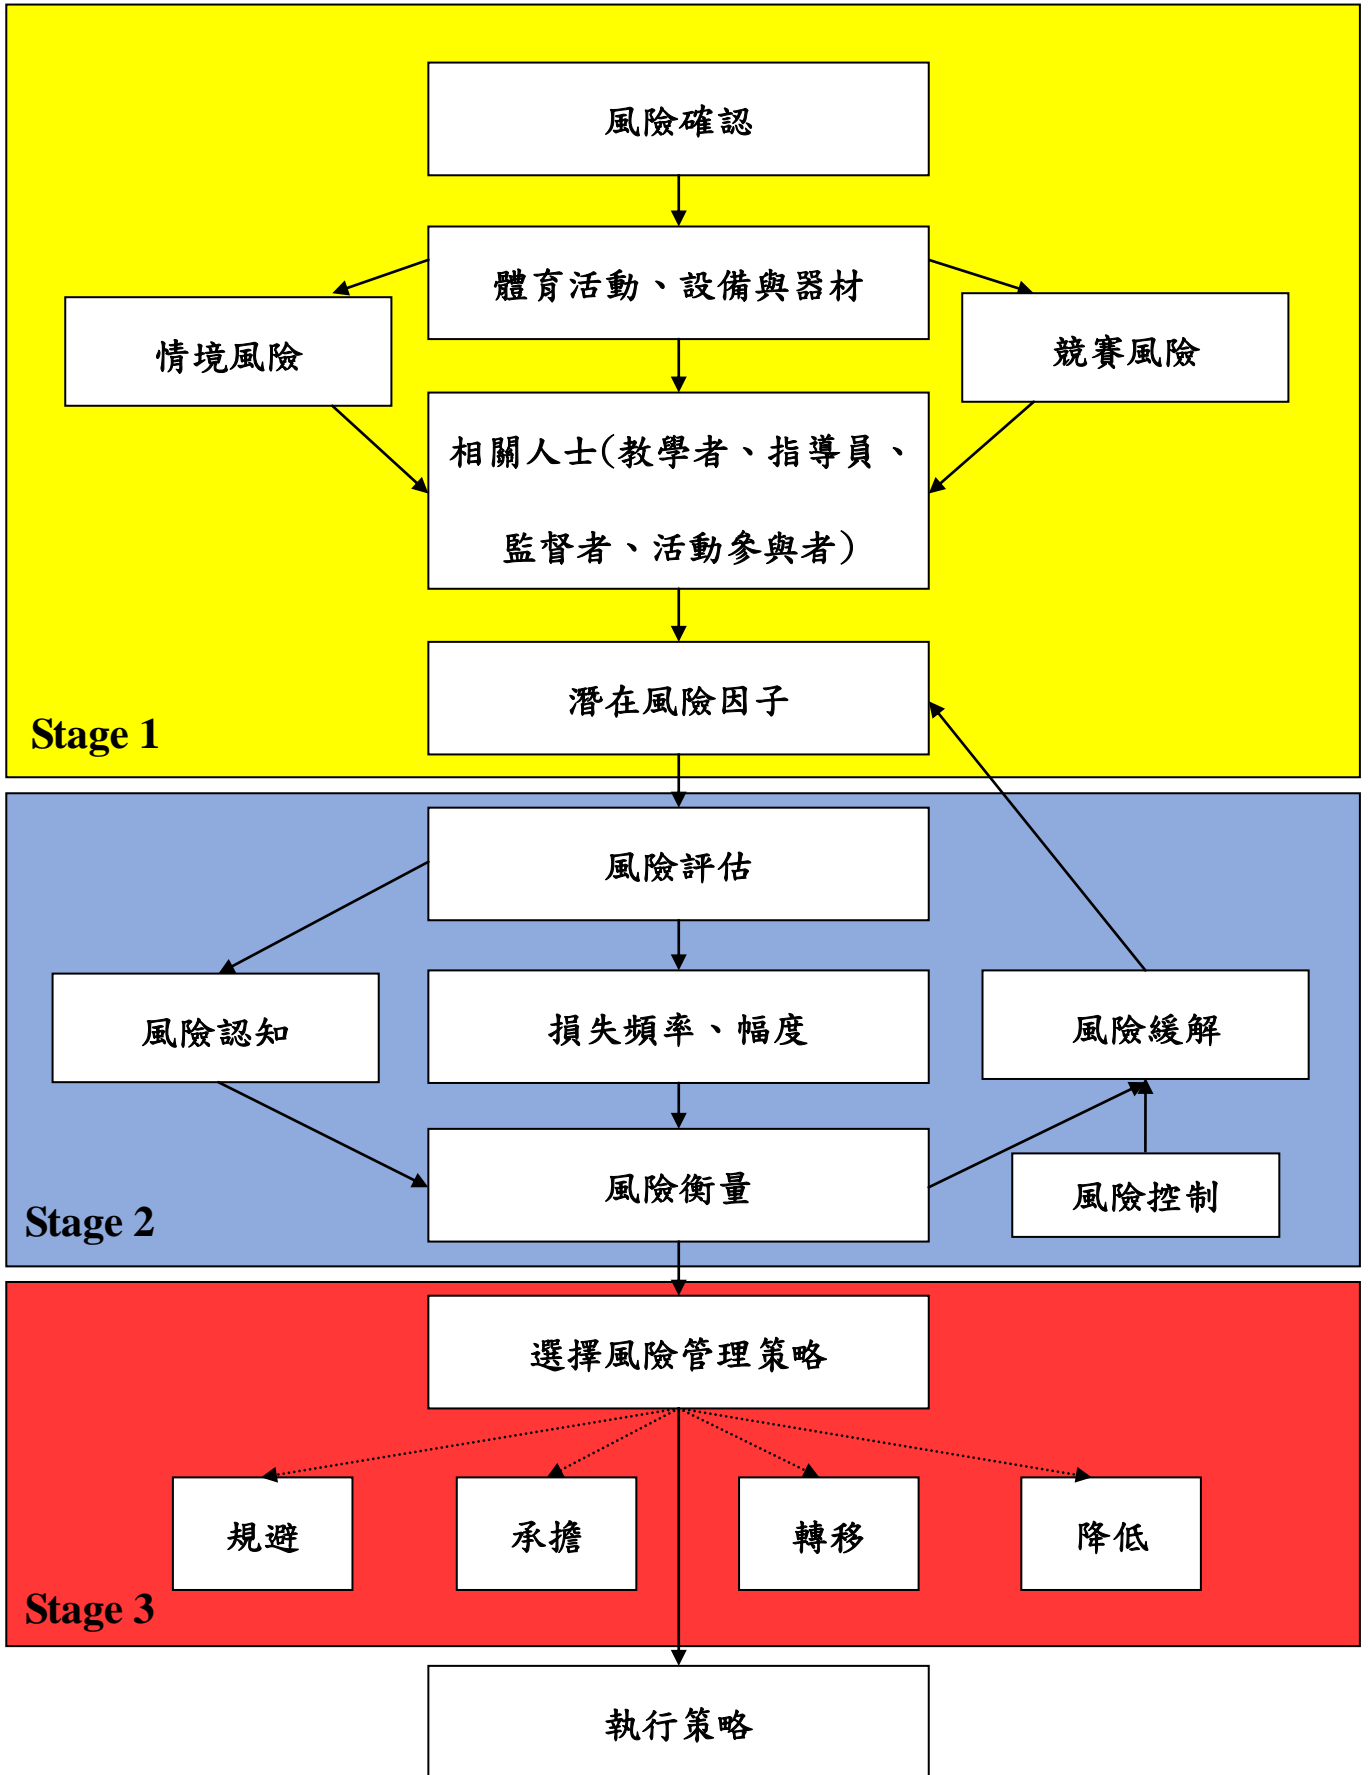 風險確認
體育活動、設備與器材
情境風險
競賽風險
相關人士(教學者、指導員、
監督者、活動參與者)
潛在風險因子
Stage 1
風險評估
風險認知
損失頻率、幅度
風險緩解
風險衡量
風險控制
Stage 2
選擇風險管理策略
規避
承擔
轉移
降低
Stage 3
執行策略